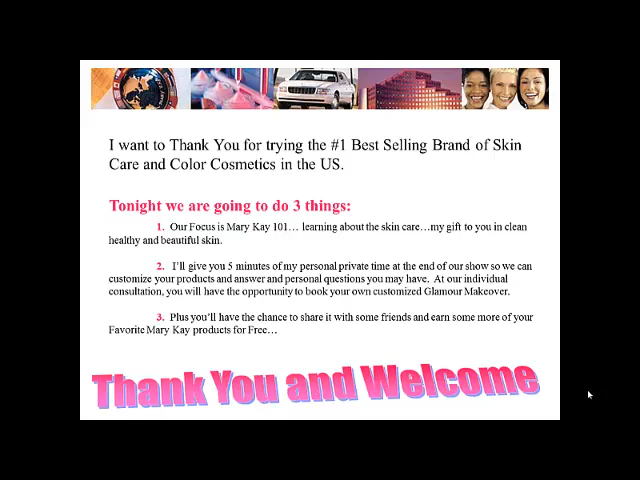 I want to Thank You for trying the #1 Best Selling Brand of Skin
Care and Color Cosmetics in the US.
Tonight we are going to do 3 things:
1. Our Focus is Mary Kay 101… learning about the skin care…my gift to you in clean
healthy and beautiful skin.
2. I'll give you 5 minutes of my personal private time at the end of our show so we can
customize your products and answer and personal questions you may have. At our individual
consultation, you will have the opportunity to book your own customized Glamour Makeover.
3. Plus you'll have the chance to share it with some friends and earn some more of your
Favorite Mary Kay products for Free…
Thank You and Welcome